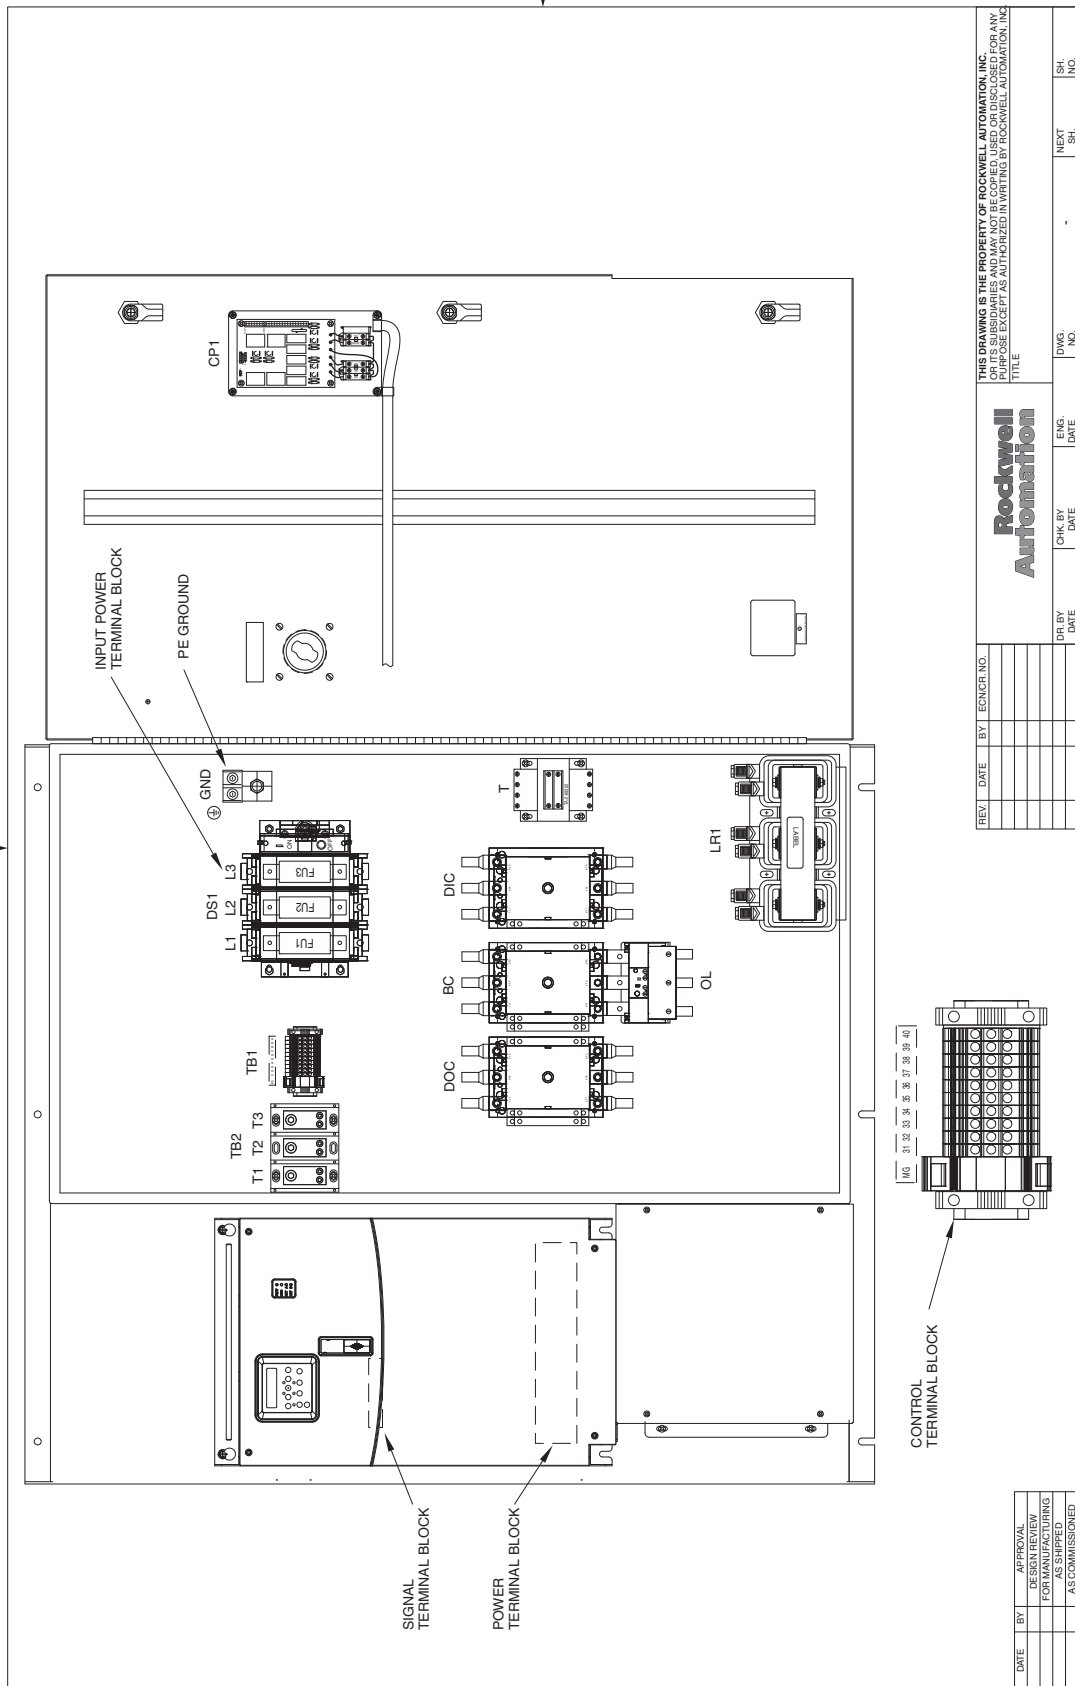 INPUT POWER
TERMINAL BLOCK
PE GROUND
CP1
GND
DS1
L1 L2 L3
FU1 FU2 FU3
ON
OFF
TB1
TB2
T1 T2 T3
T
DIC
BC
DOC
OL
LR1
LABEL
SIGNAL
TERMINAL BLOCK
POWER
TERMINAL BLOCK
CONTROL
TERMINAL BLOCK
MG 31 32 33 34 35 36 37 38 39 40
DATE BY APPROVAL
DESIGN REVIEW
FOR MANUFACTURING
AS SHIPPED
AS COMMISSIONED
REV. DATE BY ECN/CR. NO.
Rockwell
Automation
THIS DRAWING IS THE PROPERTY OF ROCKWELL AUTOMATION, INC.
OR ITS SUBSIDIARIES AND MAY NOT BE COPIED, USED OR DISCLOSED FOR ANY
PURPOSE EXCEPT AS AUTHORIZED IN WRITING BY ROCKWELL AUTOMATION, INC.
TITLE
DR. BY
DATE
CHK. BY
DATE
ENG.
DATE
DWG.
NO.
-
NEXT
SH.
SH.
NO.